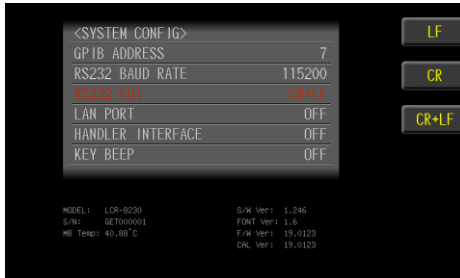 <SYSTEM CONFIG>
GPIB ADDRESS 7
RS232 BAUD RATE 115200
RS232 EOI CR+LF
LAN PORT OFF
HANDLER INTERFACE OFF
KEY BEEP OFF
LF
CR
CR+LF
MODEL: LCR-8230
S/N: GET000001
MB Temp: 40.88°C
S/W Ver: 1.246
FONT Ver: 1.6
F/W Ver: 19.0123
CAL Ver: 19.0123